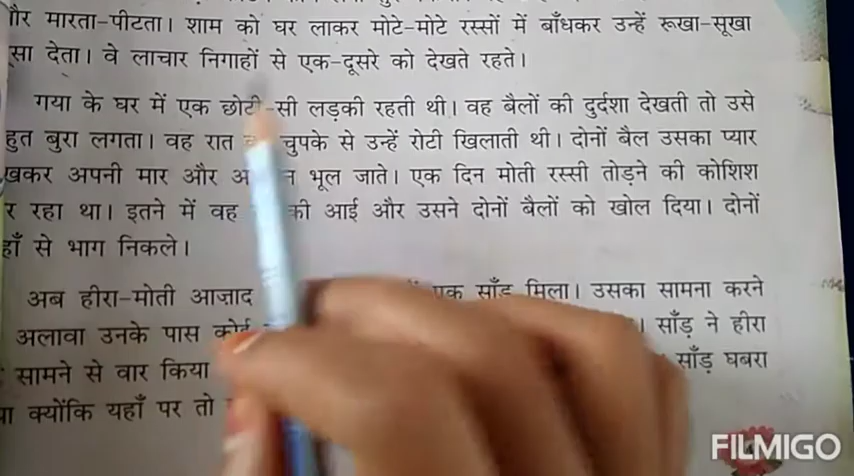 मारता-पीटता। शाम को घर लाकर मोटे-मोटे रस्सों में बाँधकर उन्हें रूखा-सूखा
देता। वे लाचार निगाहों से एक-दूसरे को देखते रहते।
गया के घर में एक छोटी-सी लड़की रहती थी। वह बैलों की दुर्दशा देखती तो उसे
हुत बुरा लगता। वह रात चुपके से उन्हें रोटी खिलाती थी। दोनों बैल उसका प्यार
खकर अपनी मार और भूल जाते। एक दिन मोती रस्सी तोड़ने की कोशिश
र रहा था। इतने में वह की आई और उसने दोनों बैलों को खोल दिया। दोनों
हाँ से भाग निकले।
अब हीरा-मोती आज़ाद एक साँड़ मिला। उसका सामना करने
अलावा उनके पास कोई साँड़ ने हीरा
सामने से वार किया साँड़ घबरा
क्योंकि यहाँ पर तो
FILMIGO